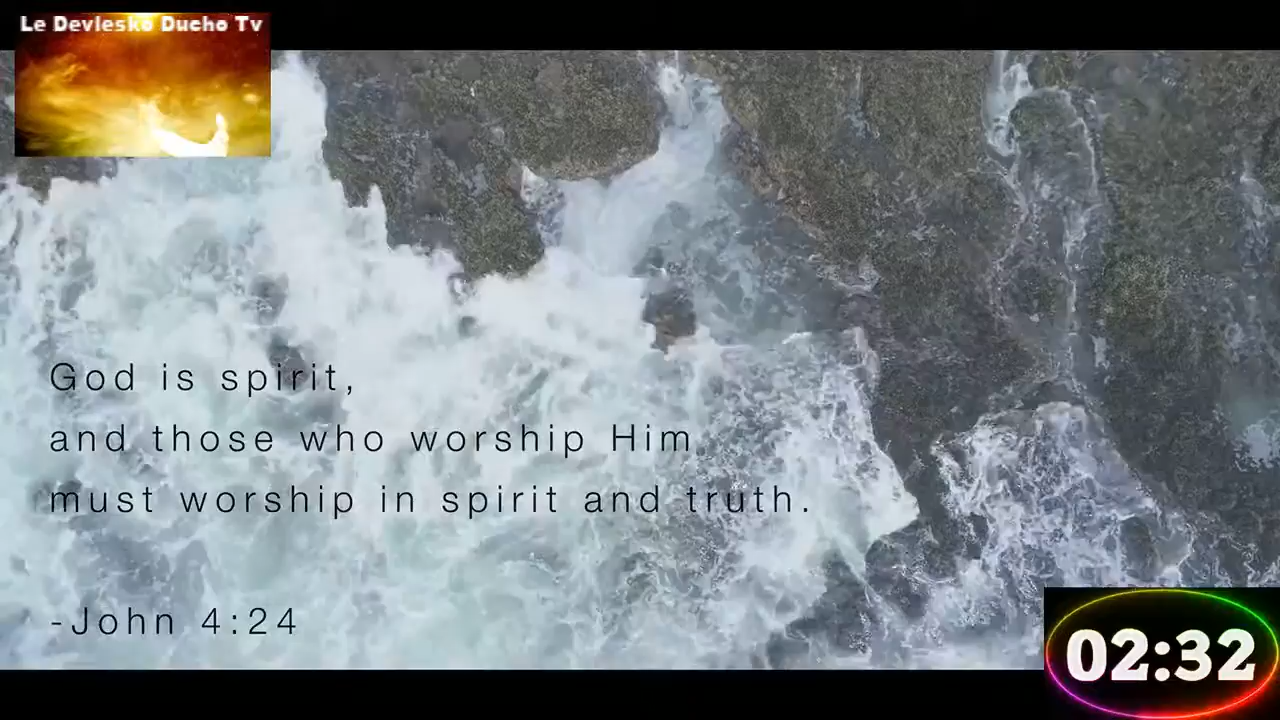 Le Devlesko Ducho Tv
God is spirit,
and those who worship Him
must worship in spirit and truth.
-John 4:24
02:32